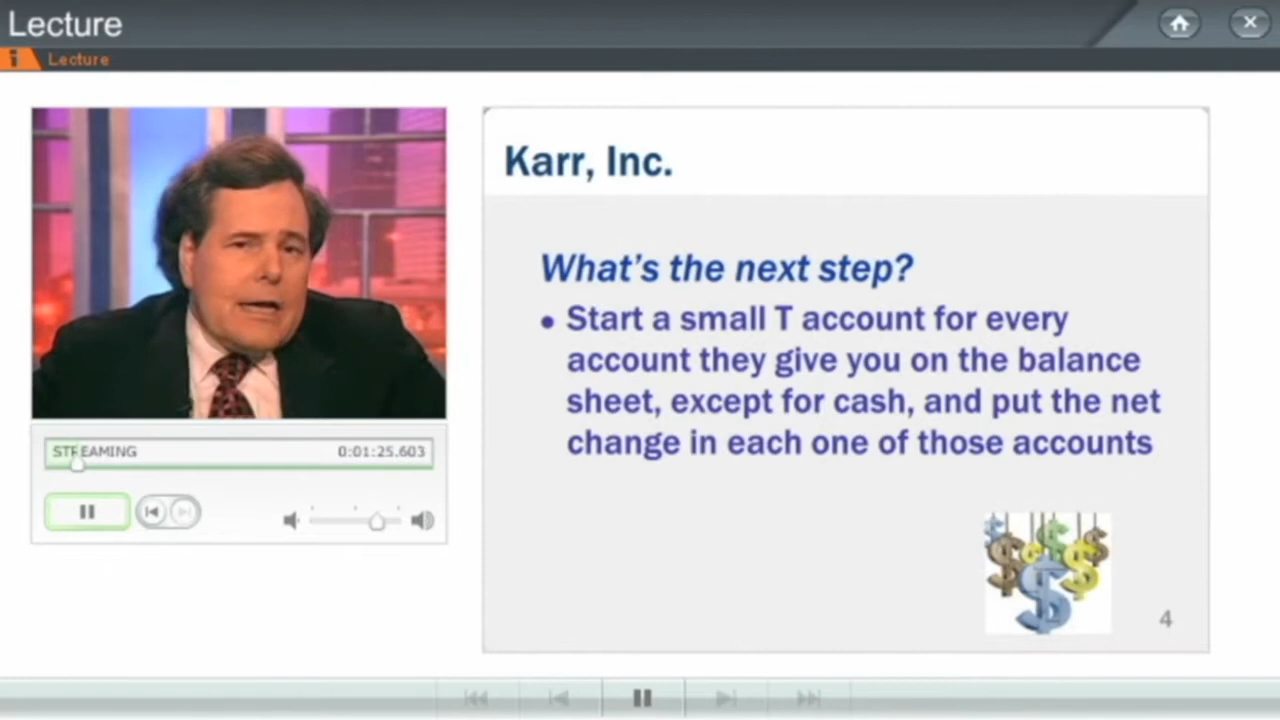 Lecture
i Lecture
Karr, Inc.
What's the next step?
• Start a small T account for every
account they give you on the balance
sheet, except for cash, and put the net
change in each one of those accounts
STREAMING 0:01:25.603
4